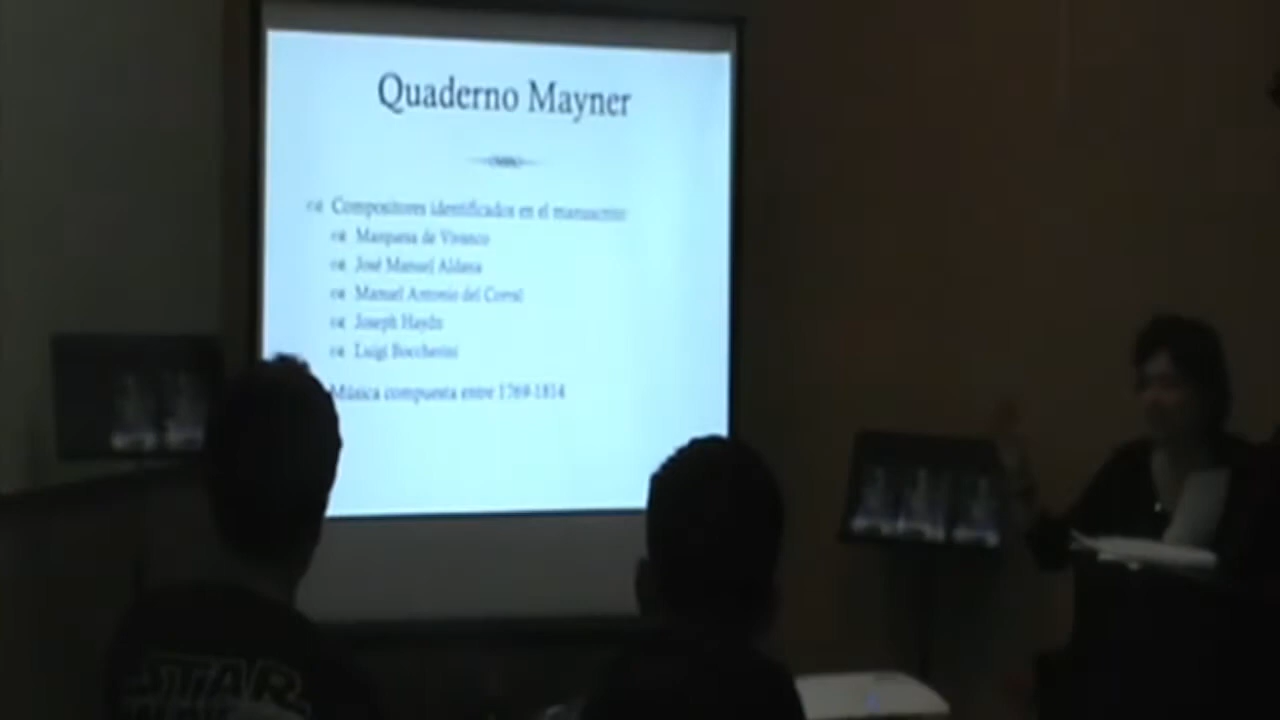 Quaderno Mayner
Compositores identificados en el manuscrito
Marquesa de Vivanco
José Manuel Aldana
Manuel Antonio del Corral
Joseph Haydn
Luigi Boccherini
Música compuesta entre 1769-1814
STAR